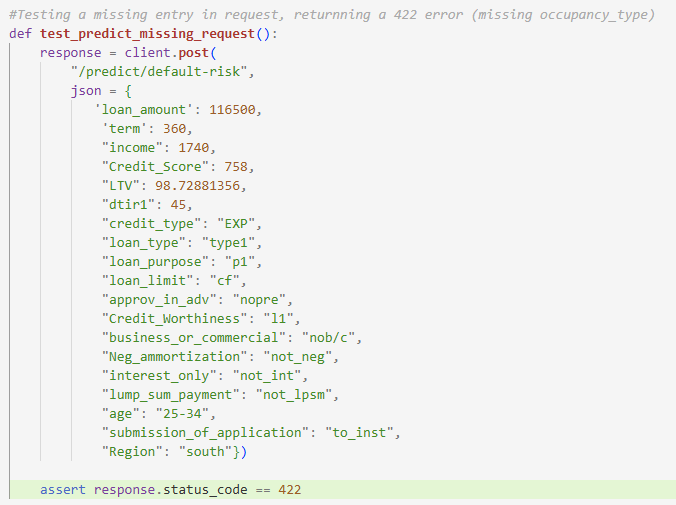 #Testing a missing entry in request, returnning a 422 error (missing occupancy_type)
def test_predict_missing_request():
    response = client.post(
        "/predict/default-risk",
        json = {
           'loan_amount': 116500,
            'term': 360,
            "income": 1740,
            "Credit_Score": 758,
            "LTV": 98.72881356,
            "dtir1": 45,
            "credit_type": "EXP",
            "loan_type": "type1",
            "loan_purpose": "p1",
            "loan_limit": "cf",
            "approv_in_adv": "nopre",
            "Credit_Worthiness": "l1",
            "business_or_commercial": "nob/c",
            "Neg_ammortization": "not_neg",
            "interest_only": "not_int",
            "lump_sum_payment": "not_lpsm",
            "age": "25-34",
            "submission_of_application": "to_inst",
            "Region": "south"})
    assert response.status_code == 422